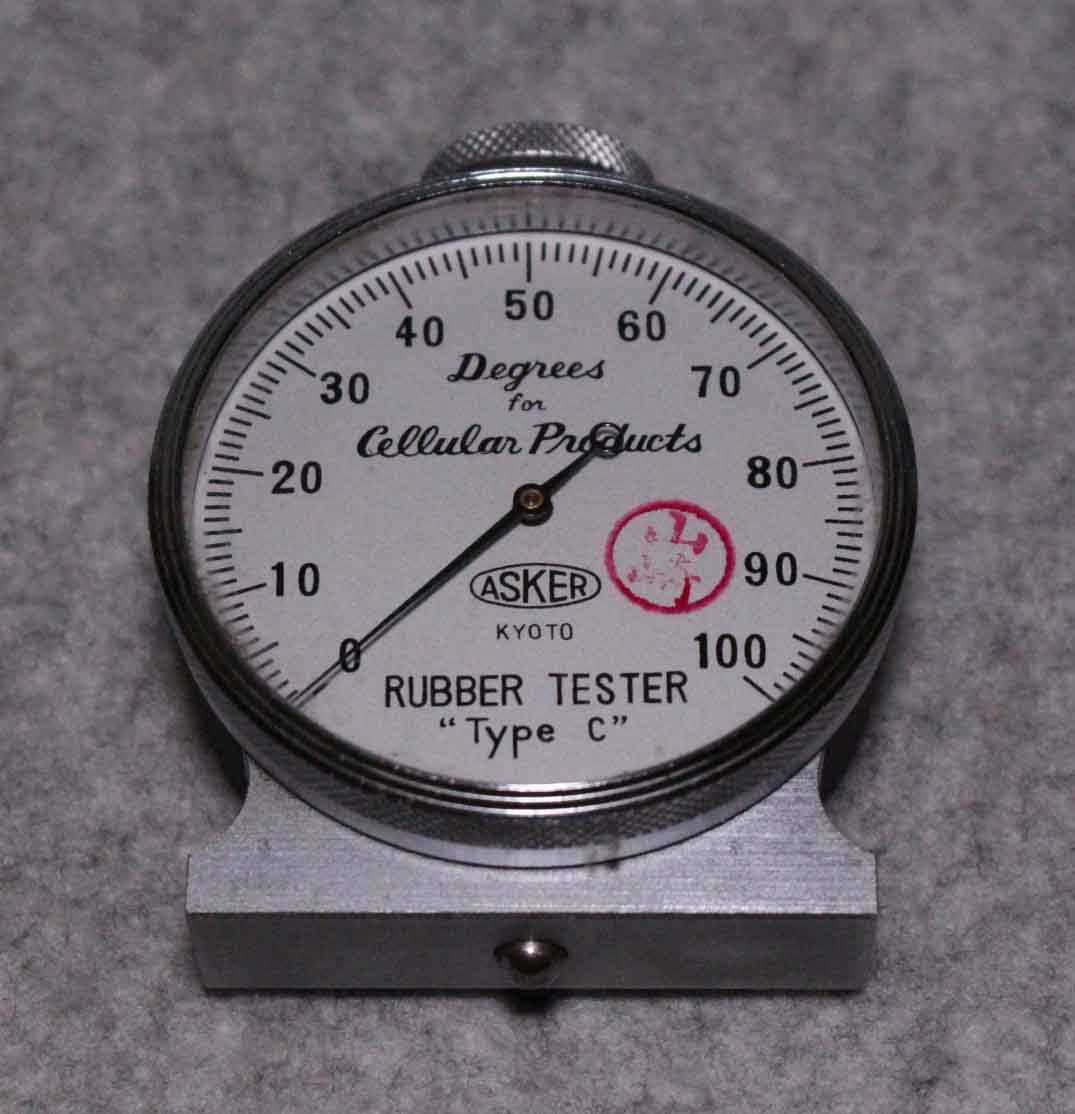 50
40 60
30 70
20 80
10 90
0 100
Degrees
for
Cellular Products
ASKER
KYOTO
RUBBER TESTER
“Type C”